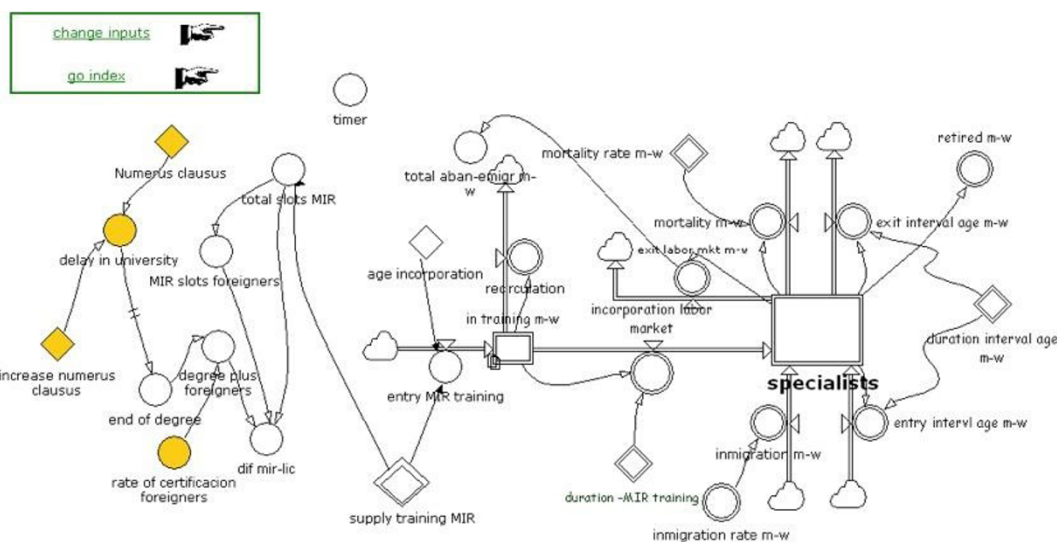 change inputs
go index
timer
Numerus clausus
total slots MIR
delay in university
MIR slots foreigners
increase numerus
clausus
degree plus
foreigners
end of degree
rate of certificacion
foreigners
dif mir-lic
supply training MIR
age incorporation
entry MIR training
total aban-emigr m-
w
recirculation
in training m-w
mortality rate m-w
mortality m-w
exit labor mkt m-w
incorporation labor
market
retired m-w
exit interval age m-w
duration interval age
m-w
specialists
entry intervl age m-w
inmigration m-w
duration -MIR training
inmigration rate m-w